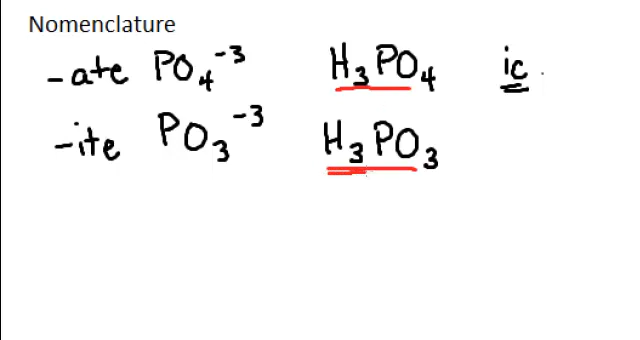 Nomenclature
-ate PO₄⁻³ H₃PO₄ ic
-ite PO₃⁻³ H₃PO₃